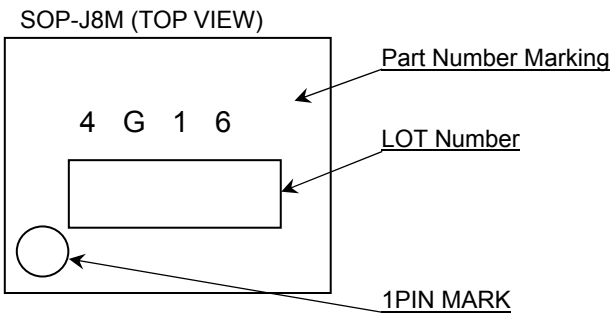 SOP-J8M (TOP VIEW)
Part Number Marking
4 G 1 6
LOT Number
1PIN MARK